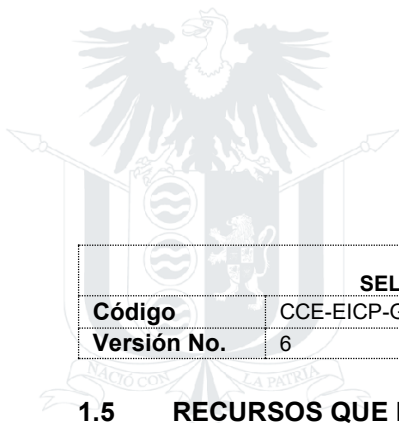 SEL
Código CCE-EICP-G
Versión No. 6
NACIÓ CON LA PATRIA
1.5 RECURSOS QUE